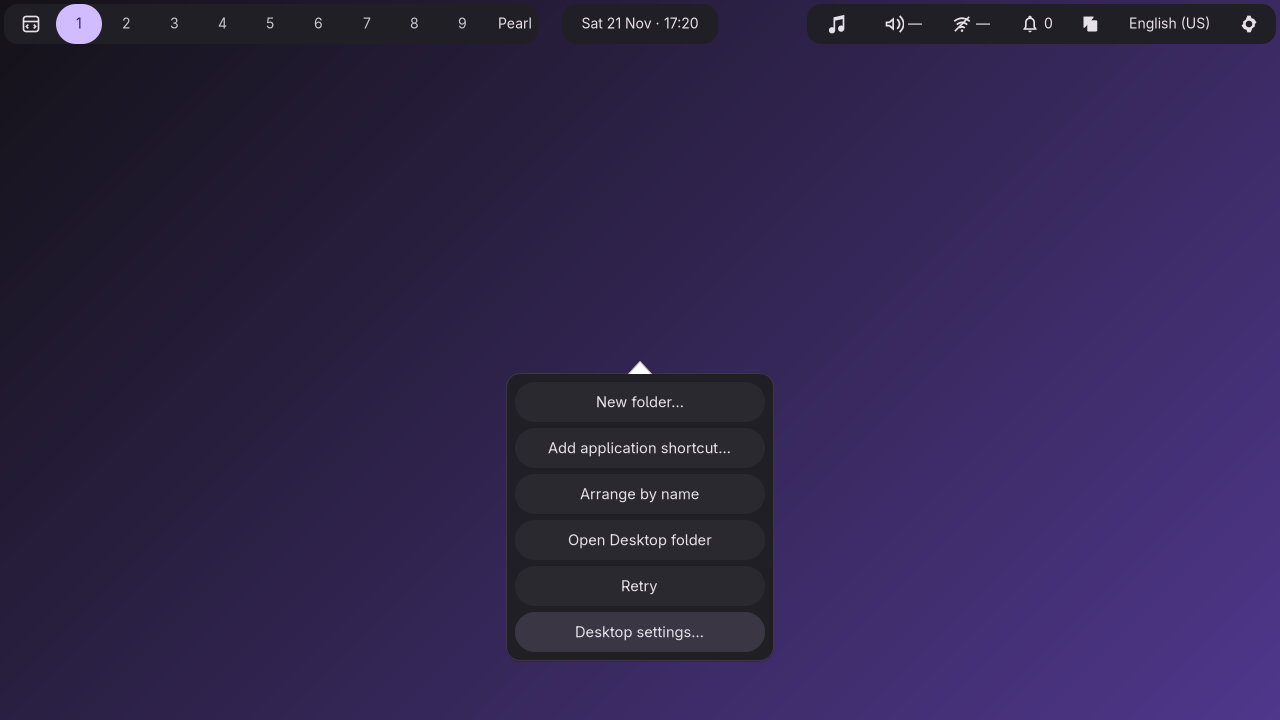 1 2 3 4 5 6 7 8 9 Pearl
Sat 21 Nov · 17:20
— — 0 English (US)
New folder...
Add application shortcut...
Arrange by name
Open Desktop folder
Retry
Desktop settings...